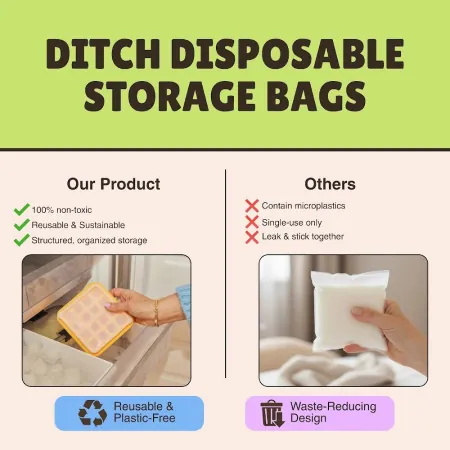 DITCH DISPOSABLE
STORAGE BAGS
Our Product
100% non-toxic
Reusable & Sustainable
Structured, organized storage
Others
Contain microplastics
Single-use only
Leak & stick together
Reusable &
Plastic-Free
Waste-Reducing
Design